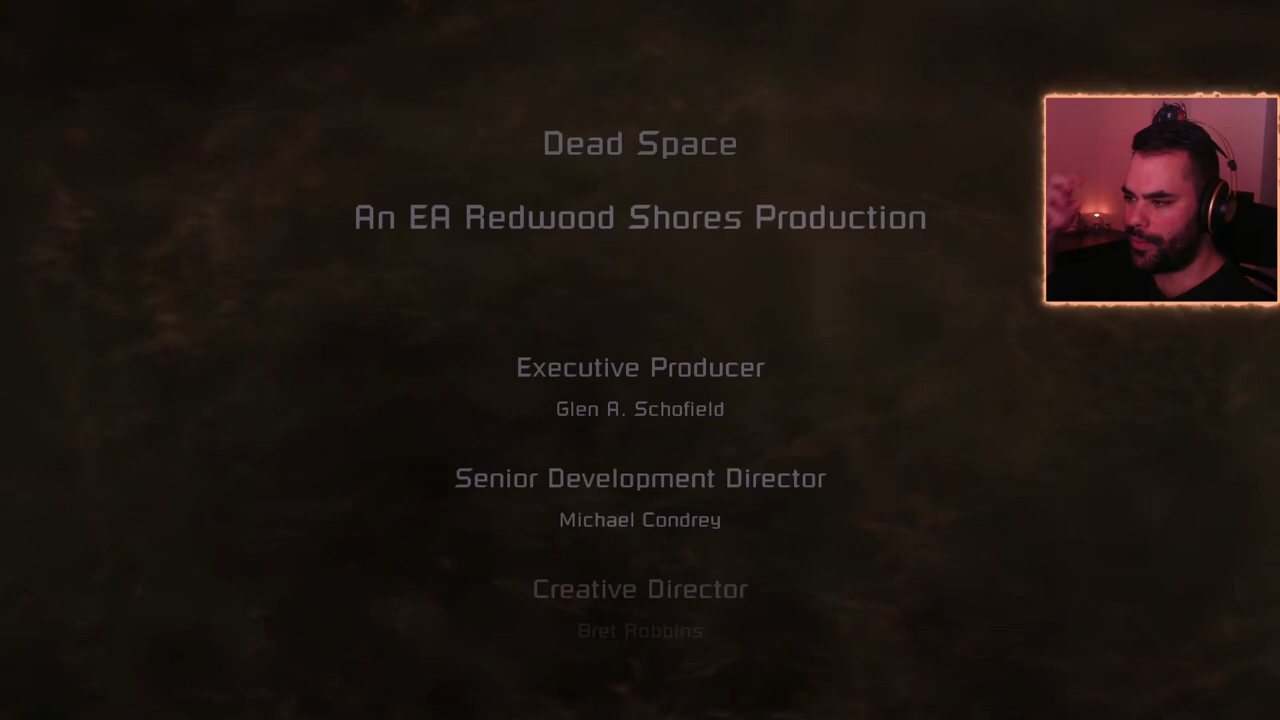 Dead Space
An EA Redwood Shores Production
Executive Producer
Glen A. Schofield
Senior Development Director
Michael Condrey
Creative Director
Bret Robbins